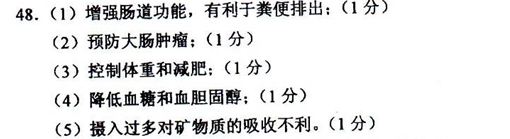 48.（1）增强肠道功能，有利于粪便排出；（1 分）
（2）预防大肠肿瘤；（1 分）
（3）控制体重和减肥；（1 分）
（4）降低血糖和血胆固醇；（1 分）
（5）摄入过多对矿物质的吸收不利。（1 分）